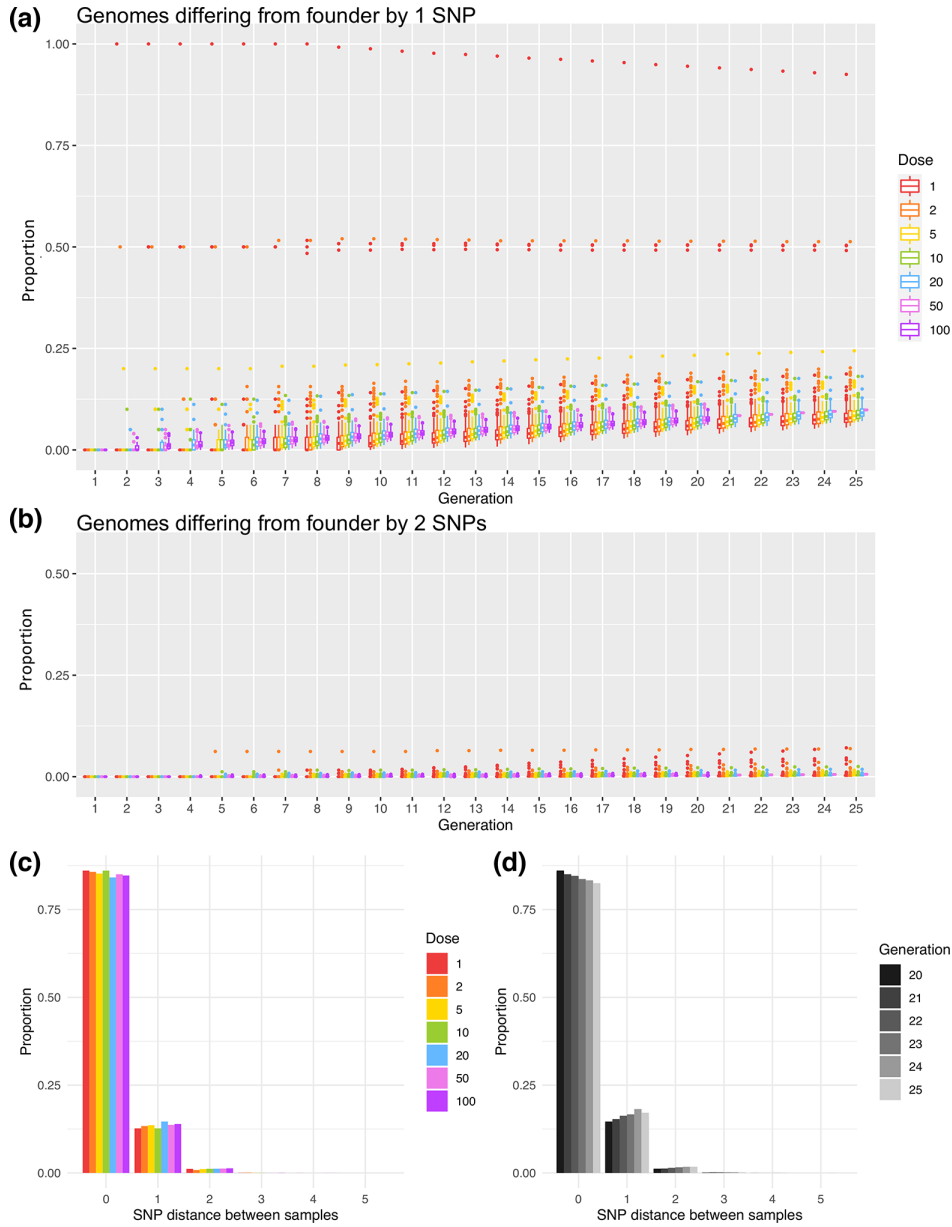 (a)
Genomes differing from founder by 1 SNP
1.00
0.75
0.50
0.25
0.00
Proportion
1 2 3 4 5 6 7 8 9 10 11 12 13 14 15 16 17 18 19 20 21 22 23 24 25
Generation
Dose
1
2
5
10
20
50
100
(b)
Genomes differing from founder by 2 SNPs
0.50
0.25
0.00
Proportion
1 2 3 4 5 6 7 8 9 10 11 12 13 14 15 16 17 18 19 20 21 22 23 24 25
Generation
(c)
0.75
0.50
0.25
0.00
Proportion
0 1 2 3 4 5
SNP distance between samples
Dose
1
2
5
10
20
50
100
(d)
0.75
0.50
0.25
0.00
Proportion
0 1 2 3 4 5
SNP distance between samples
Generation
20
21
22
23
24
25